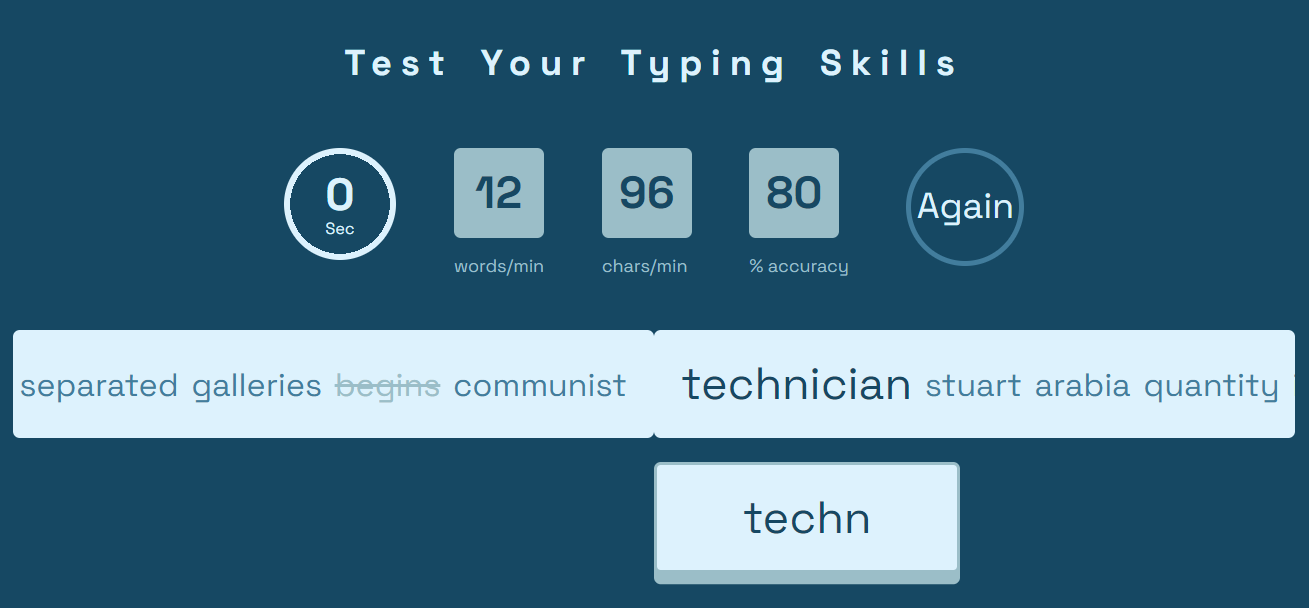 Test Your Typing Skills
0 12 96 80 Again
Sec
words/min chars/min % accuracy
separated galleries begins communist technician stuart arabia quantity
techn